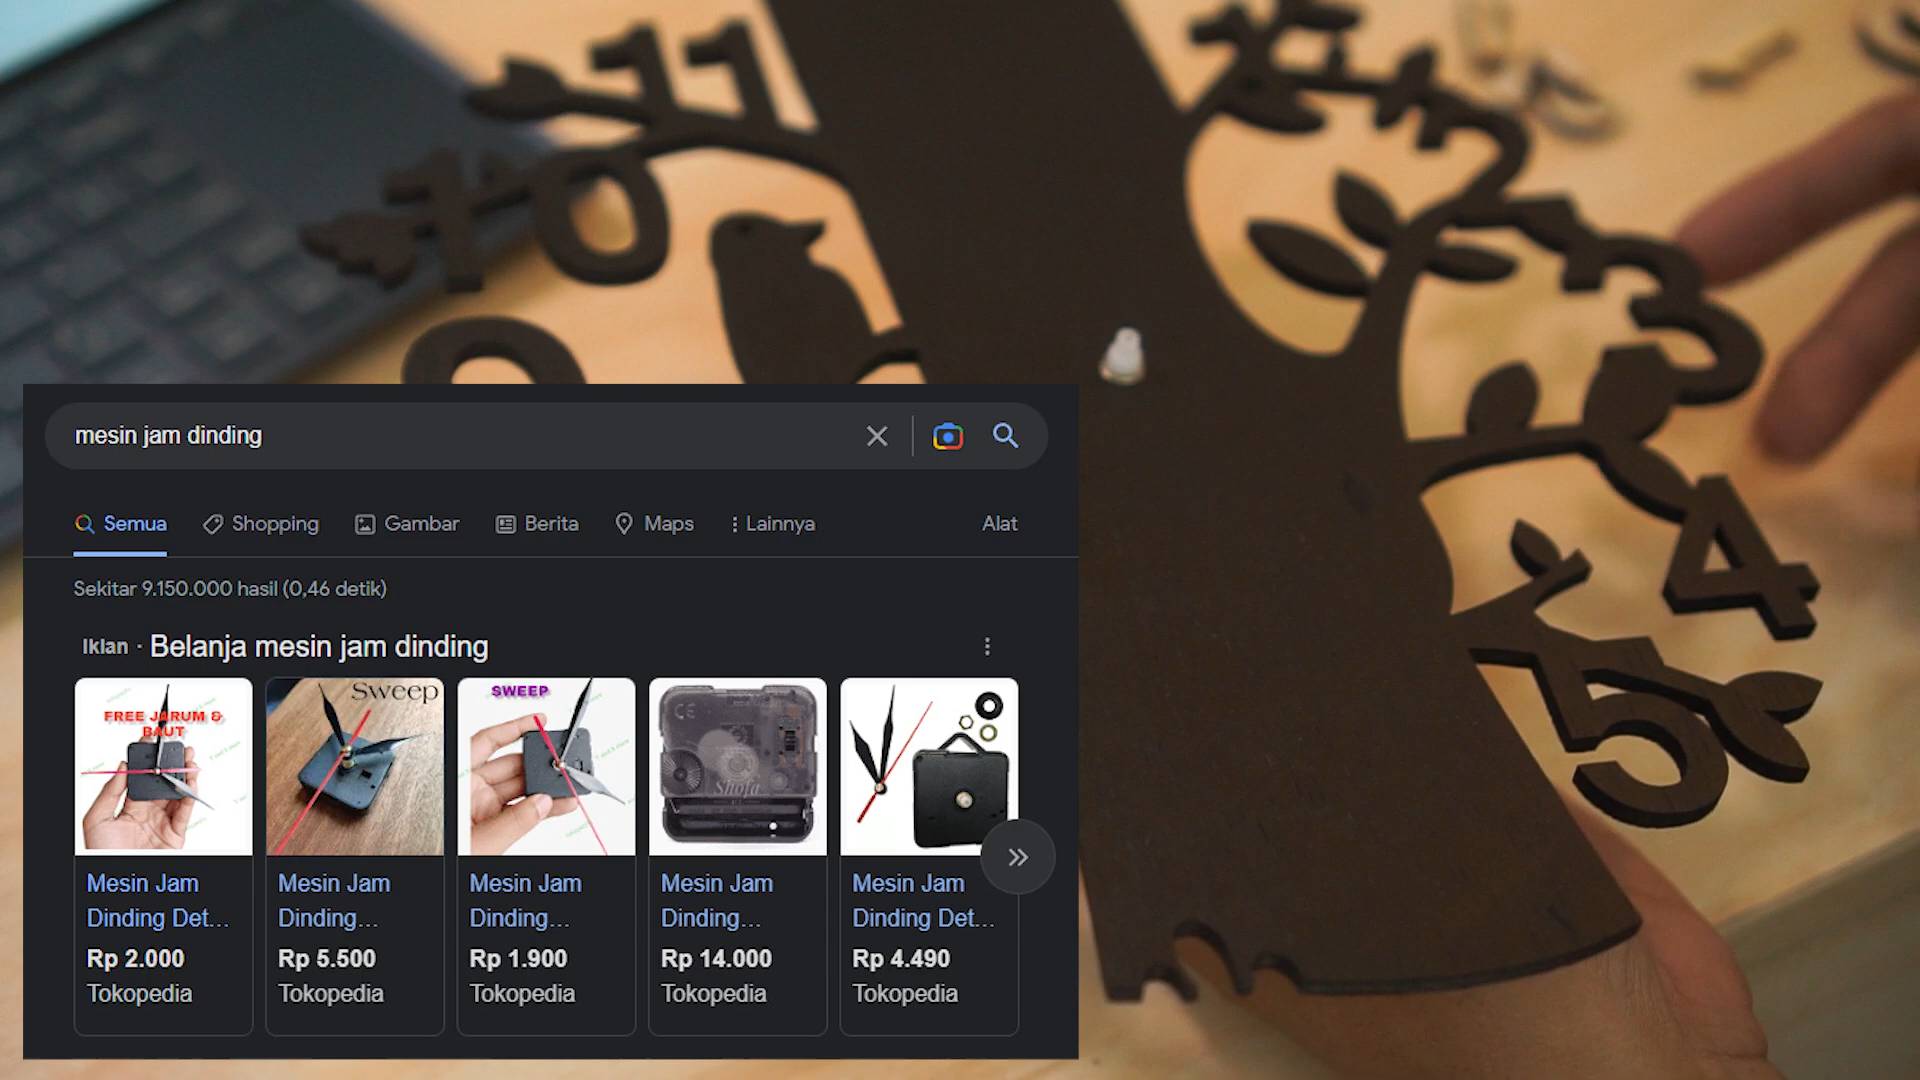 11
10
12
3
4
5
mesin jam dinding
Semua
Shopping
Gambar
Berita
Maps
Lainnya
Alat
Sekitar 9.150.000 hasil (0,46 detik)
Iklan · Belanja mesin jam dinding
FREE JARUM &
BAUT
Sweep
SWEEP
CE
Shofa
Mesin Jam
Dinding Det...
Rp 2.000
Tokopedia
Mesin Jam
Dinding...
Rp 5.500
Tokopedia
Mesin Jam
Dinding...
Rp 1.900
Tokopedia
Mesin Jam
Dinding...
Rp 14.000
Tokopedia
Mesin Jam
Dinding Det...
Rp 4.490
Tokopedia